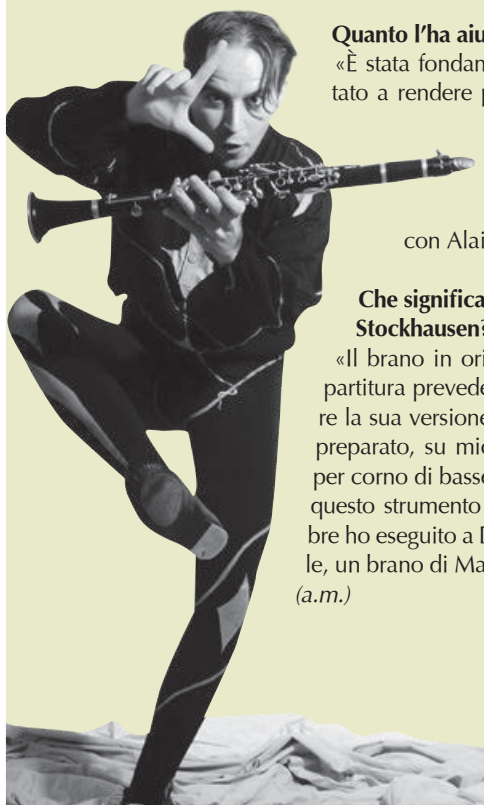 Quanto l’ha aiu
«È stata fondan
tato a rendere p
con Alai
Che significa
Stockhausen?
«Il brano in ori
partitura prevede
re la sua versione
preparato, su mie
per corno di basse
questo strumento
bre ho eseguito a D
le, un brano di Ma
(a.m.)